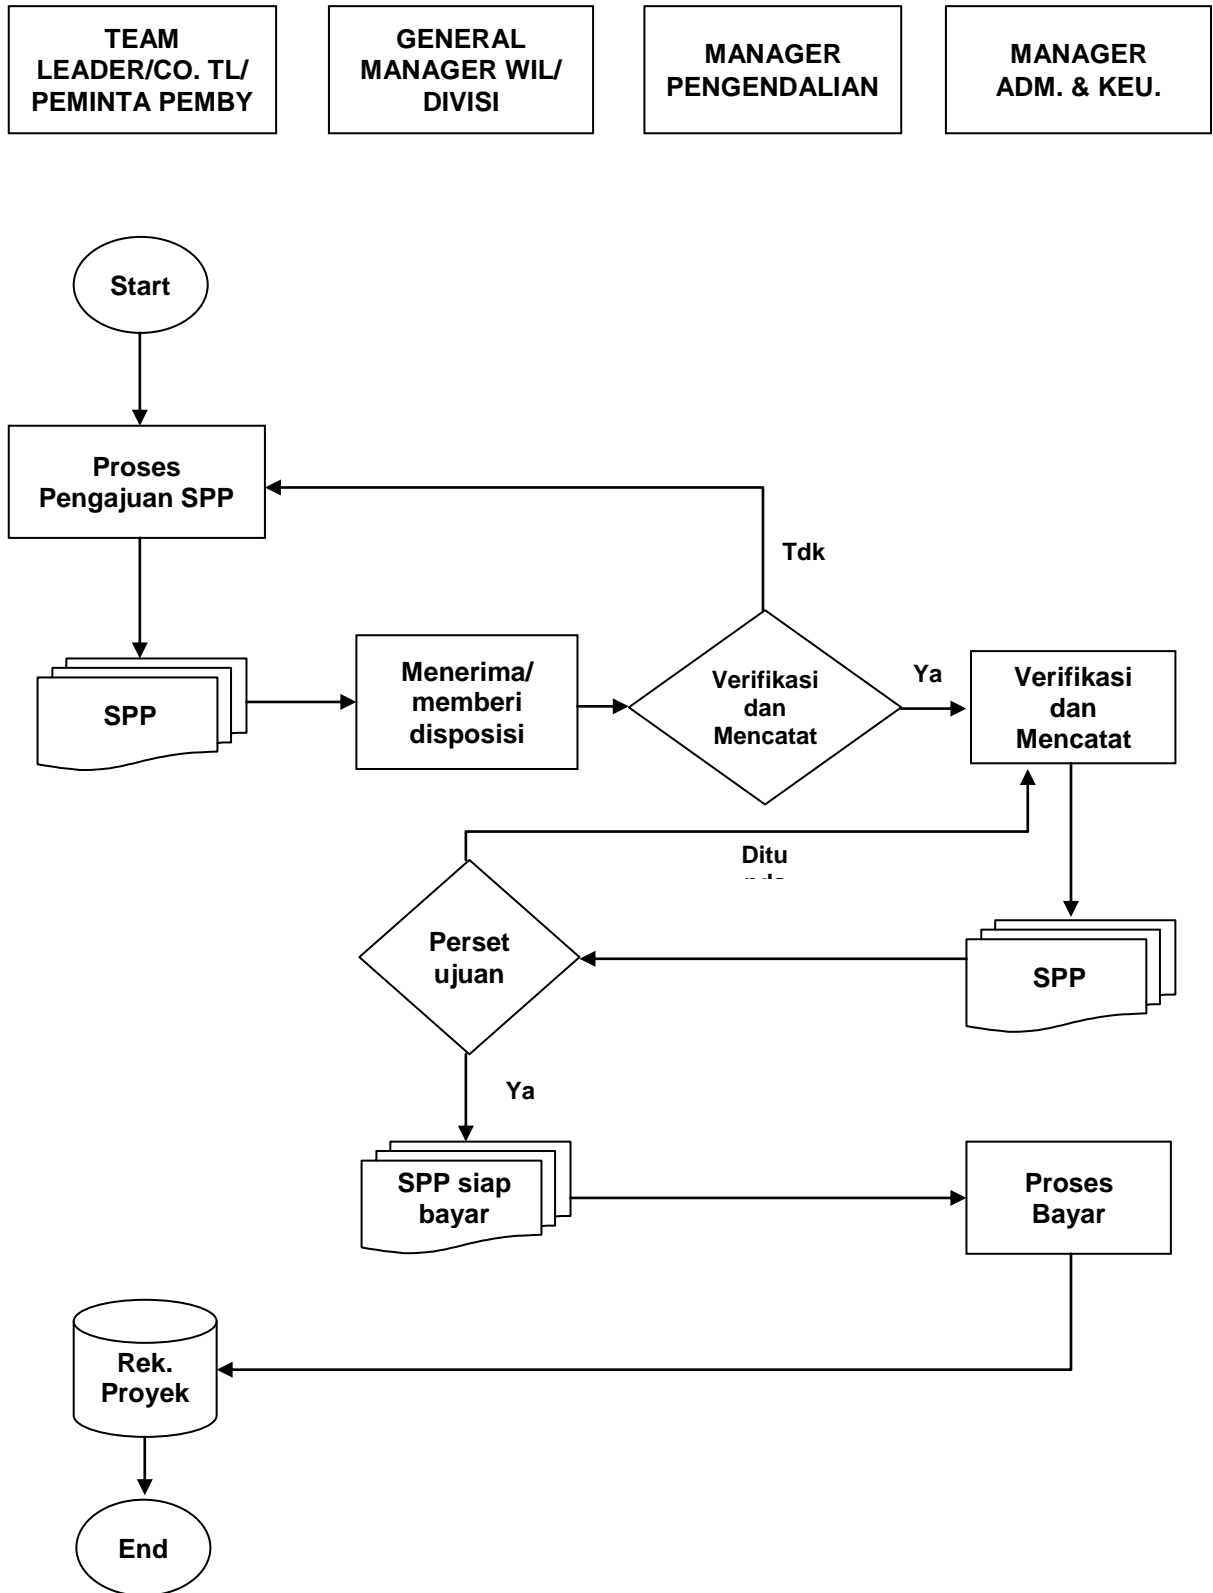 TEAM
LEADER/CO. TL/
PEMINTA PEMBY
GENERAL
MANAGER WIL/
DIVISI
MANAGER
PENGENDALIAN
MANAGER
ADM. & KEU.
Start
Proses
Pengajuan SPP
Tdk
SPP
Menerima/
memberi
disposisi
Verifikasi
dan
Mencatat
Ya
Verifikasi
dan
Mencatat
Ditu
Perset
ujuan
SPP
Ya
SPP siap
bayar
Proses
Bayar
Rek.
Proyek
End